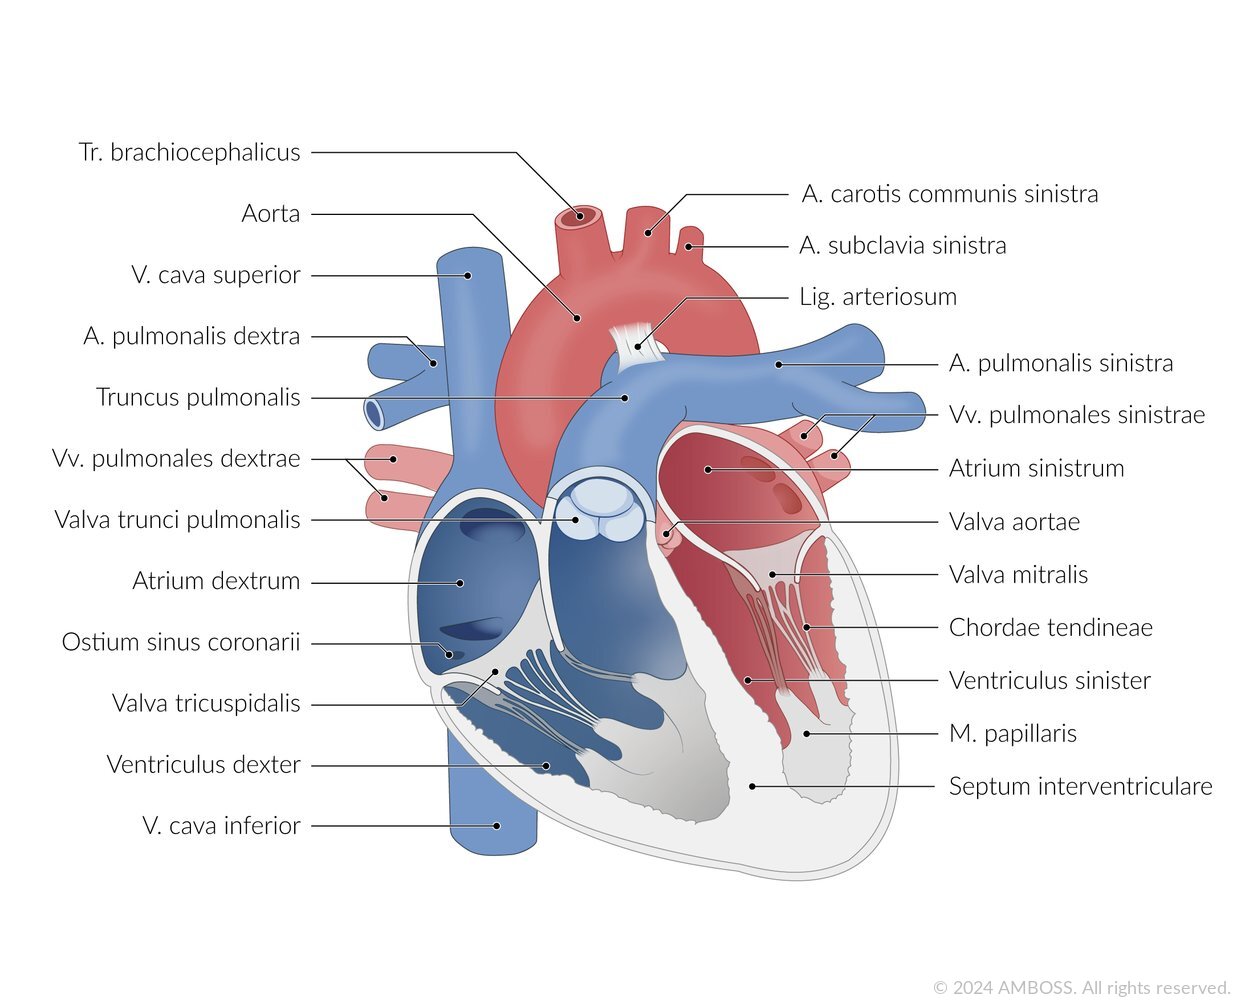 Tr. brachiocephalicus
Aorta
V. cava superior
A. pulmonalis dextra
Truncus pulmonalis
Vv. pulmonales dextrae
Valva trunci pulmonalis
Atrium dextrum
Ostium sinus coronarii
Valva tricuspidalis
Ventriculus dexter
V. cava inferior
A. carotis communis sinistra
A. subclavia sinistra
Lig. arteriosum
A. pulmonalis sinistra
Vv. pulmonales sinistrae
Atrium sinistrum
Valva aortae
Valva mitralis
Chordae tendineae
Ventriculus sinister
M. papillaris
Septum interventriculare
© 2024 AMBOSS. All rights reserved.